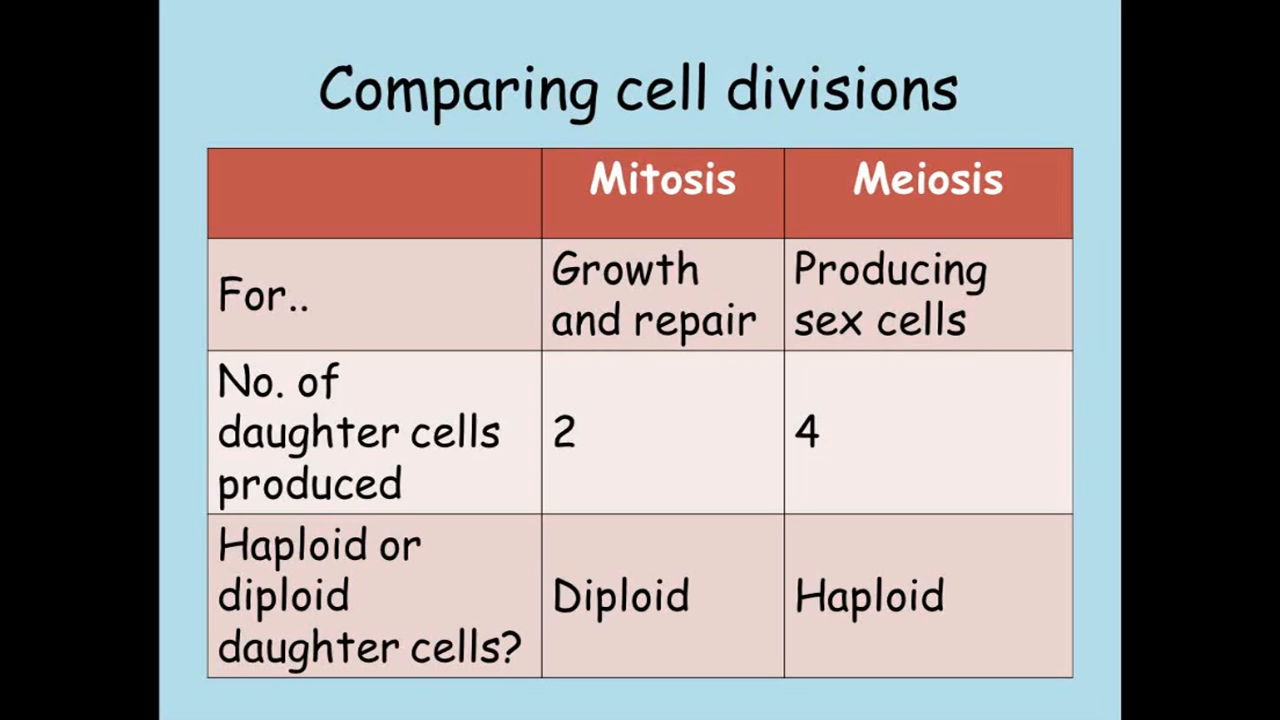 Comparing cell divisions
Mitosis
Meiosis
For..
Growth
and repair
Producing
sex cells
No. of
daughter cells
produced
2
4
Haploid or
diploid
daughter cells?
Diploid
Haploid